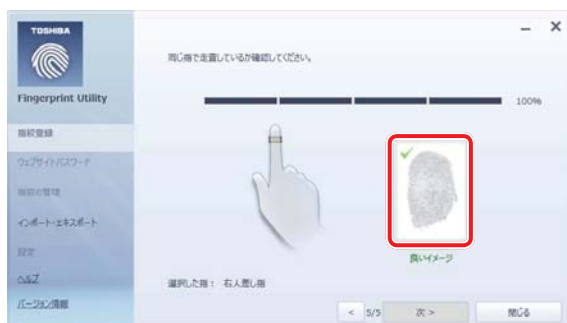 TOSHIBA
Fingerprint Utility
指紋登録
ウェブサイトパスワード
指紋の管理
インポート・エキスポート
設定
ヘルプ
バージョン情報
同じ指で走査しているか確認してください。
100%
良いイメージ
選択した指： 右人差し指
< 5/5 次 > 閉じる